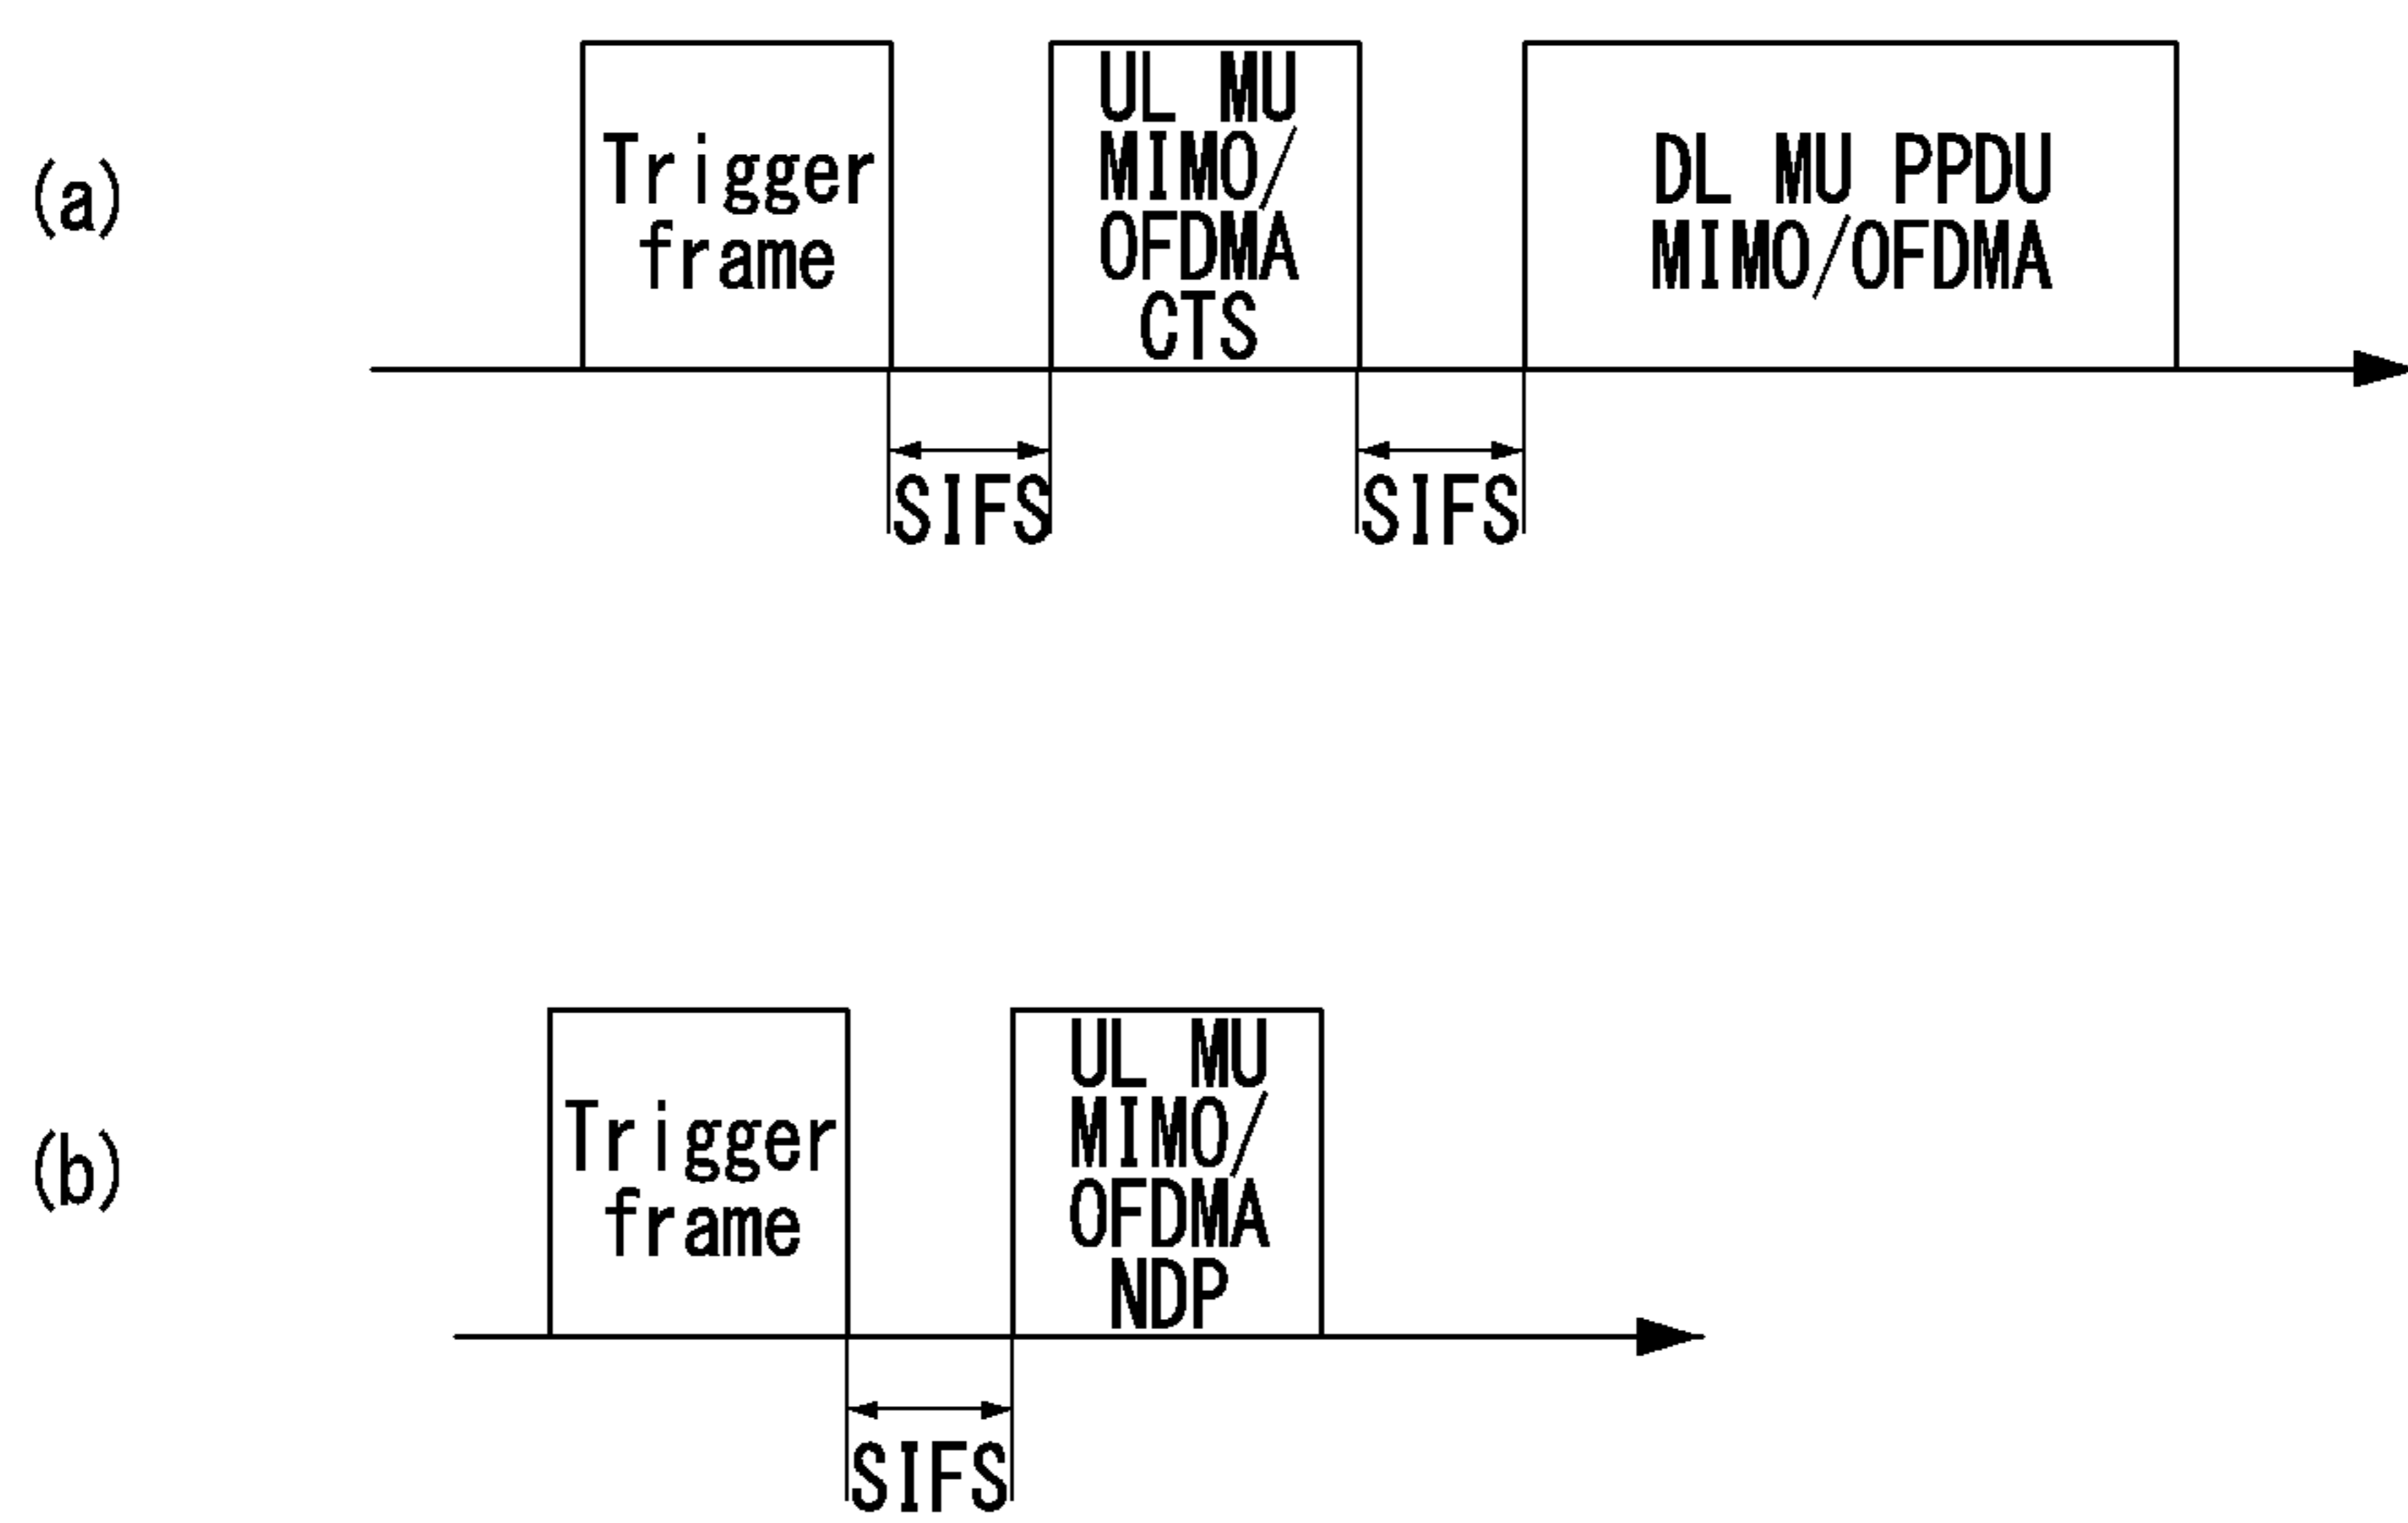 (a)
Trigger
frame
UL MU
MIMO/
OFDMA
CTS
DL MU PPDU
MIMO/OFDMA
SIFS
SIFS
(b)
Trigger
frame
UL MU
MIMO/
OFDMA
NDP
SIFS